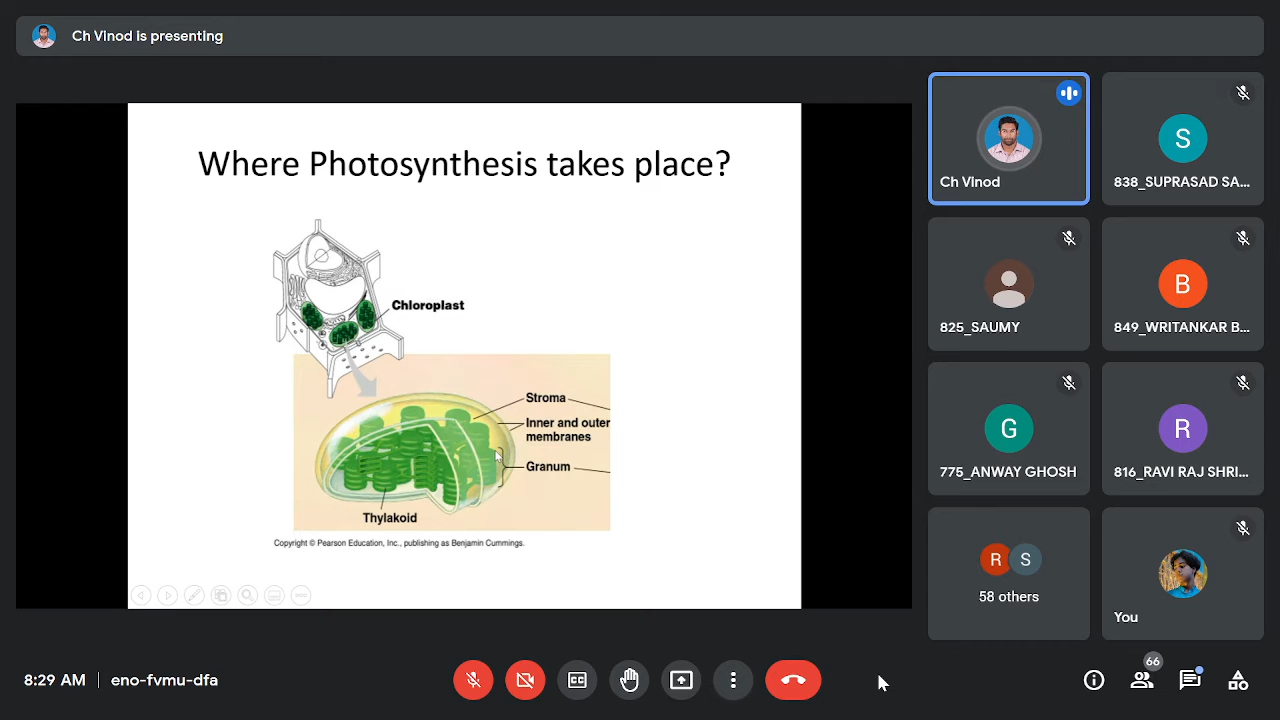 Ch Vinod is presenting
Where Photosynthesis takes place?
Chloroplast
Stroma
Inner and outer
membranes
Granum
Thylakoid
Copyright © Pearson Education, Inc., publishing as Benjamin Cummings.
Ch Vinod
838_SUPRASAD SA...
825_SAUMY
B
849_WRITANKAR B...
S
G
775_ANWAY GHOSH
R
816_RAVI RAJ SHRI...
R
S
58 others
You
8:29 AM
eno-fvmu-dfa
CC
66